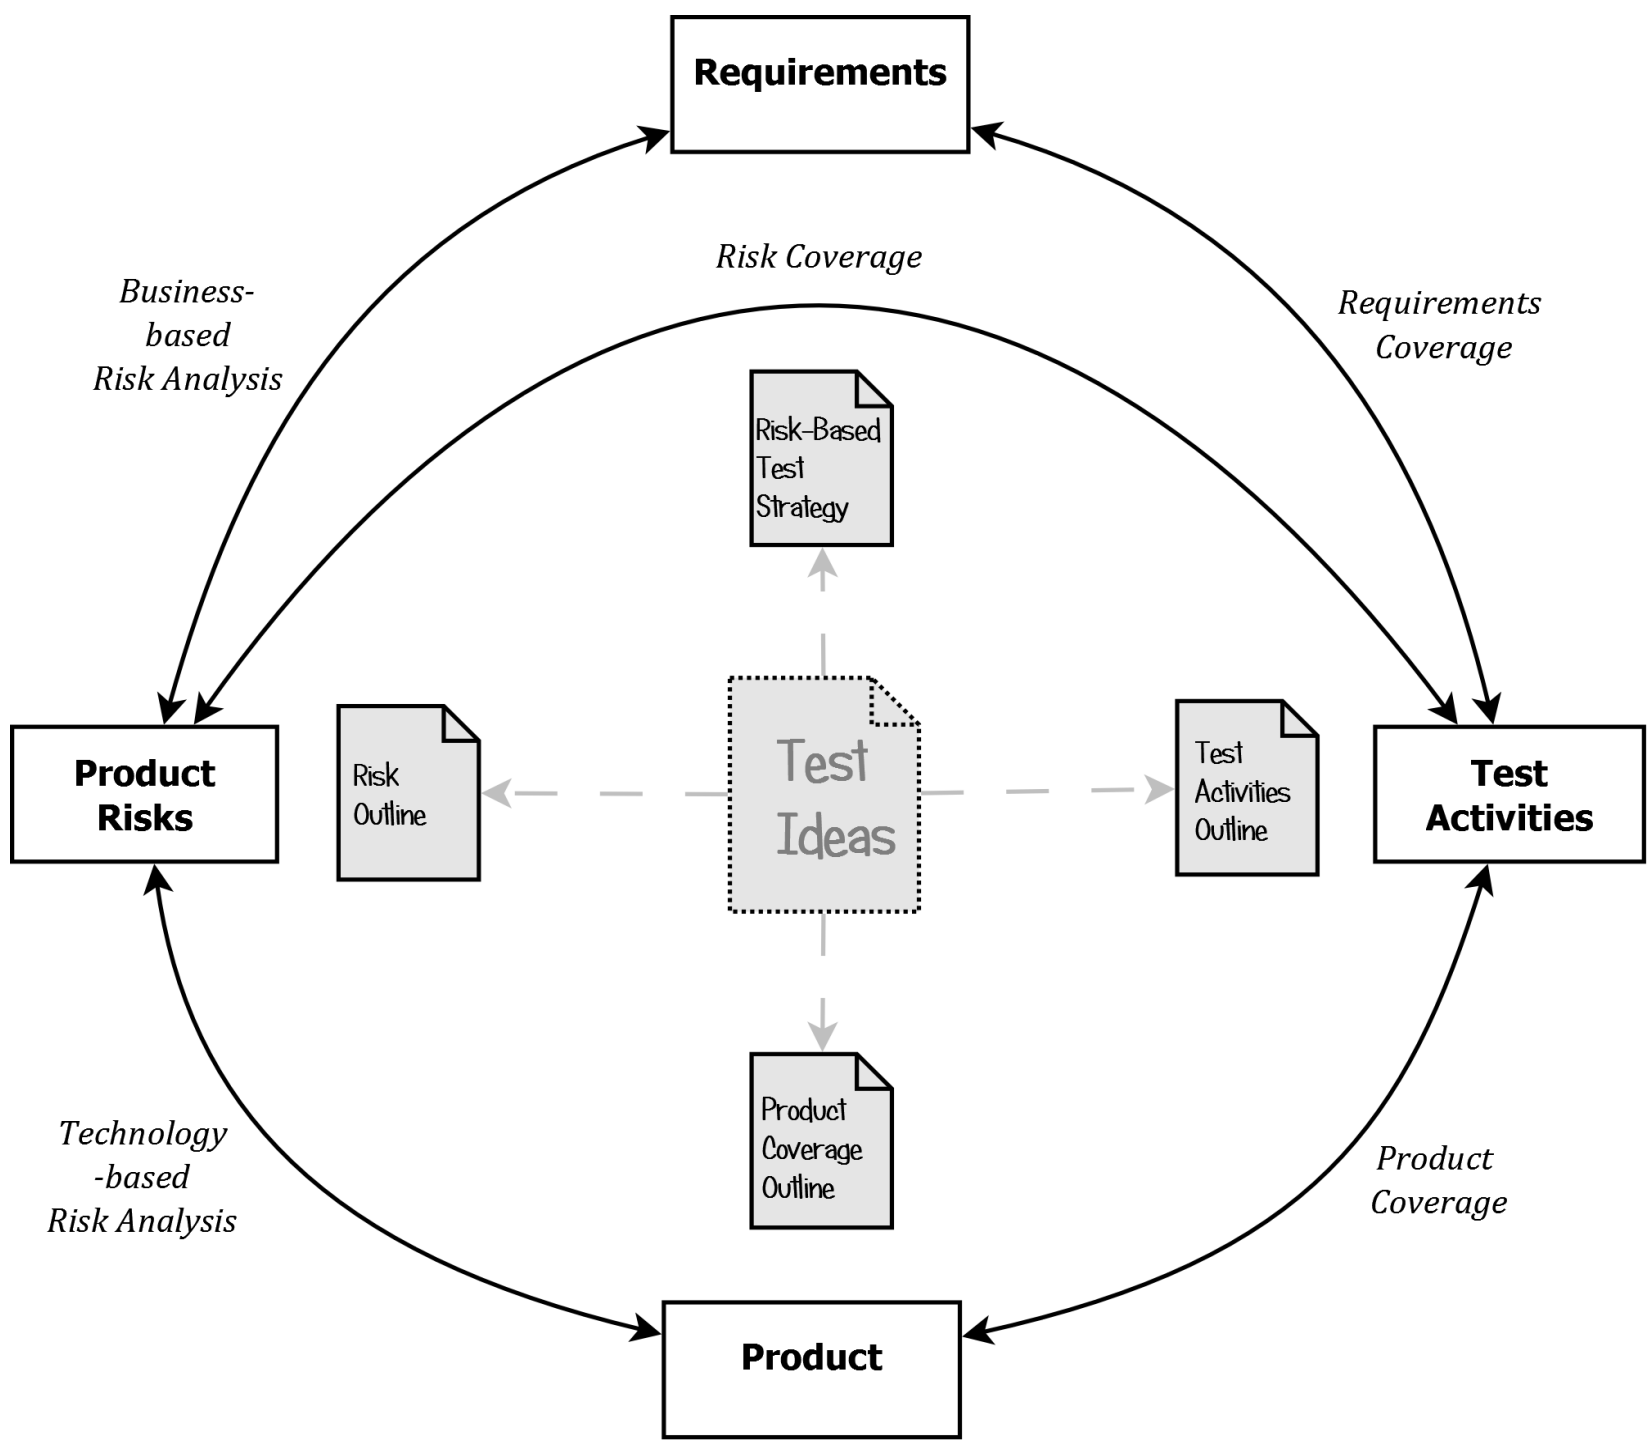 Requirements
Risk Coverage
Business-
based
Risk Analysis
Requirements
Coverage
Risk-Based
Test
Strategy
Product
Risks
Risk
Outline
Test
Ideas
Test
Activities
Outline
Test
Activities
Product
Coverage
Outline
Technology
-based
Risk Analysis
Product
Coverage
Product